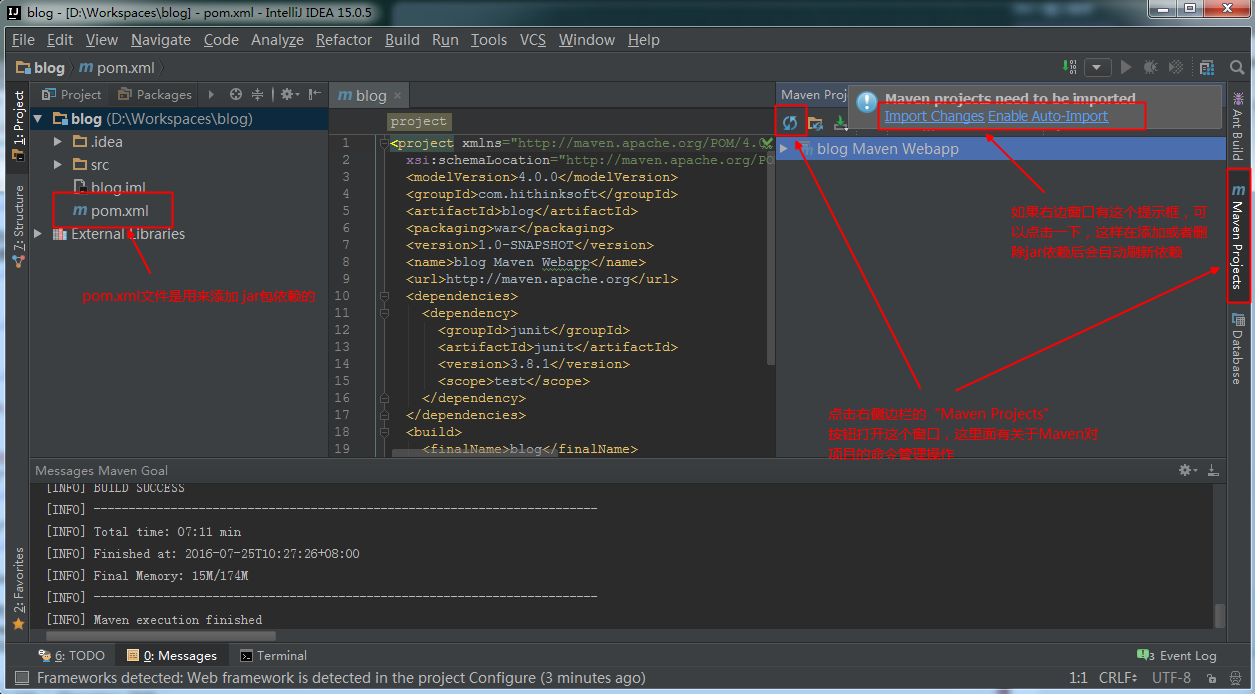 blog - [D:\Workspaces\blog] - pom.xml - IntelliJ IDEA 15.0.5
File Edit View Navigate Code Analyze Refactor Build Run Tools VCS Window Help
blog pom.xml
Project Packages
blog
Maven Proj
Maven projects need to be imported
Import Changes Enable Auto-Import
1: Project
7: Structure
2: Favorites
blog (D:\Workspaces\blog)
.idea
src
blog.iml
pom.xml
External Libraries
pom.xml文件是用来添加 jar包依赖的
project
1 <project xmlns="http://maven.apache.org/POM/4.0
2 xsi:schemaLocation="http://maven.apache.org/PO
3 <modelVersion>4.0.0</modelVersion>
4 <groupId>com.hithinksoft</groupId>
5 <artifactId>blog</artifactId>
6 <packaging>war</packaging>
7 <version>1.0-SNAPSHOT</version>
8 <name>blog Maven Webapp</name>
9 <url>http://maven.apache.org</url>
10 <dependencies>
11 <dependency>
12 <groupId>junit</groupId>
13 <artifactId>junit</artifactId>
14 <version>3.8.1</version>
15 <scope>test</scope>
16 </dependency>
17 </dependencies>
18 <build>
19 <finalName>blog</finalName>
blog Maven Webapp
如果右边窗口有这个提示框，可
以点击一下，这样在添加或者删
除jar依赖后会自动刷新依赖
点击右侧边栏的 "Maven Projects"
按钮打开这个窗口，这里面有关于Maven对
项目的命令管理操作
Ant Build
Maven Projects
Database
Messages Maven Goal
[INFO] BUILD SUCCESS
[INFO] ------------------------------------------------------------------------
[INFO] Total time: 07:11 min
[INFO] Finished at: 2016-07-25T10:27:26+08:00
[INFO] Final Memory: 15M/174M
[INFO] ------------------------------------------------------------------------
[INFO] Maven execution finished
6: TODO 0: Messages Terminal 3 Event Log
Frameworks detected: Web framework is detected in the project Configure (3 minutes ago) 1:1 CRLF UTF-8